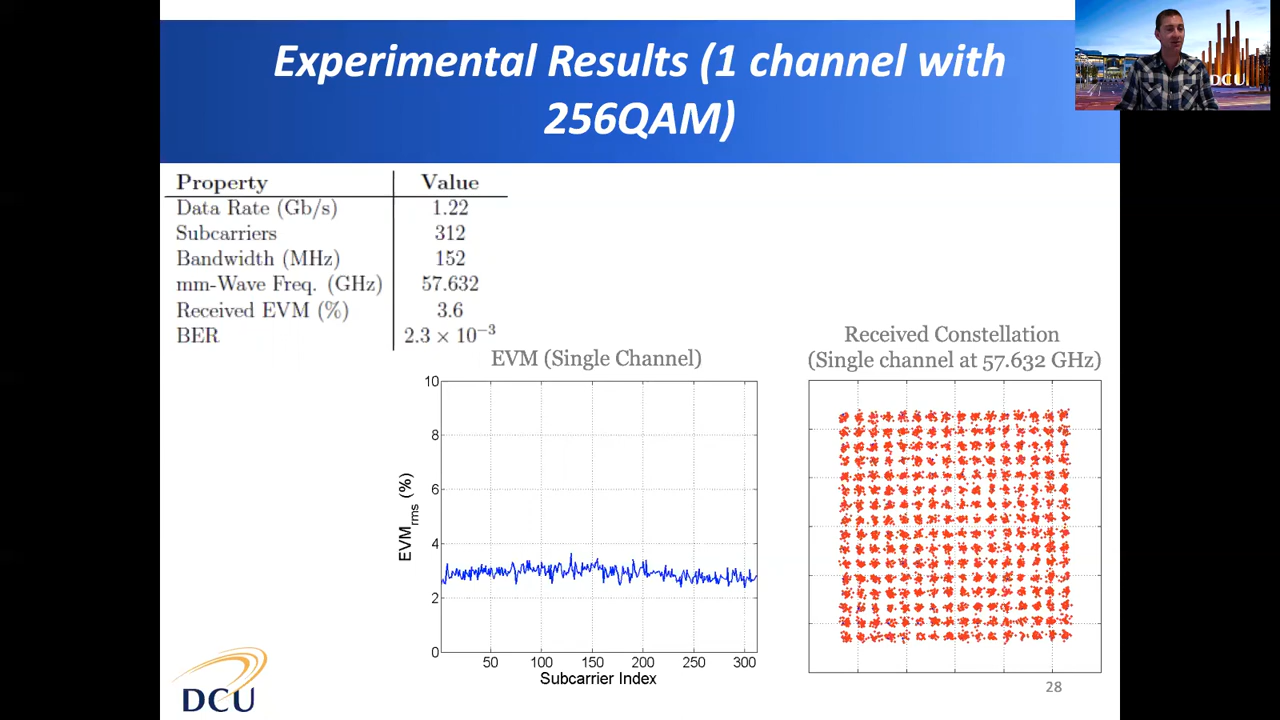 Experimental Results (1 channel with
256QAM)
DCU
Property Value
Data Rate (Gb/s) 1.22
Subcarriers 312
Bandwidth (MHz) 152
mm-Wave Freq. (GHz) 57.632
Received EVM (%) 3.6
BER 2.3 × 10⁻³
EVM (Single Channel)
10
8
6
4
2
0
EVMrms (%)
50 100 150 200 250 300
Subcarrier Index
Received Constellation
(Single channel at 57.632 GHz)
DCU
28